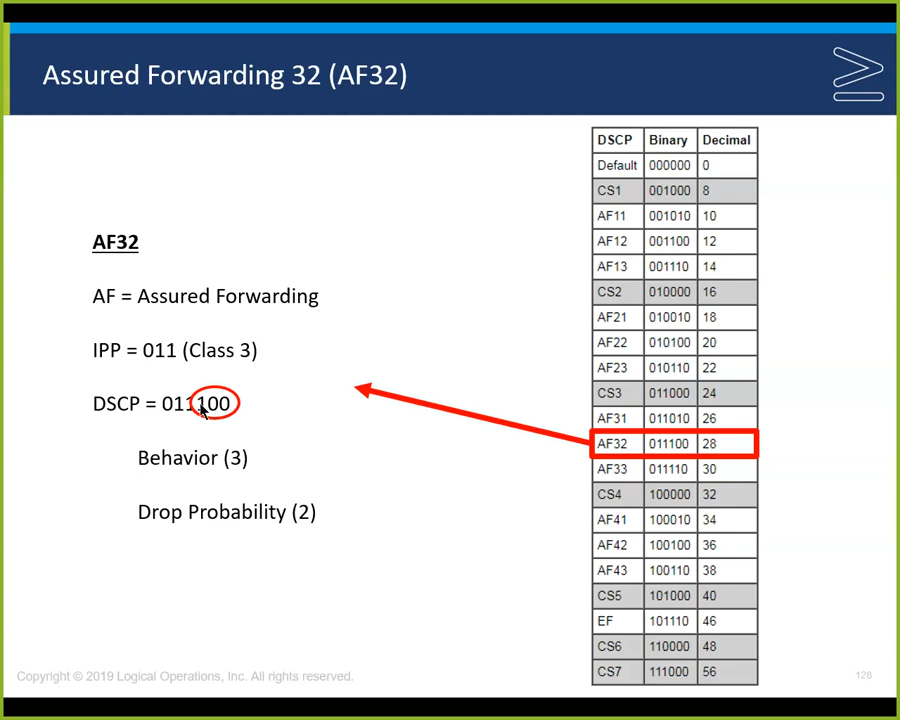 Assured Forwarding 32 (AF32)
AF32
AF = Assured Forwarding
IPP = 011 (Class 3)
DSCP = 011100
Behavior (3)
Drop Probability (2)
DSCP Binary Decimal
Default 000000 0
CS1 001000 8
AF11 001010 10
AF12 001100 12
AF13 001110 14
CS2 010000 16
AF21 010010 18
AF22 010100 20
AF23 010110 22
CS3 011000 24
AF31 011010 26
AF32 011100 28
AF33 011110 30
CS4 100000 32
AF41 100010 34
AF42 100100 36
AF43 100110 38
CS5 101000 40
EF 101110 46
CS6 110000 48
CS7 111000 56
Copyright © 2019 Logical Operations, Inc. All rights reserved.
128